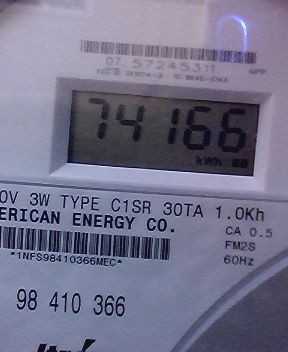 07 57245311
74166
kWh
0V 3W TYPE C1SR 30TA 1.0Kh
ERICAN ENERGY CO.
CA 0.5
*1NFS98410366MEC*
FM2S
60Hz
98 410 366